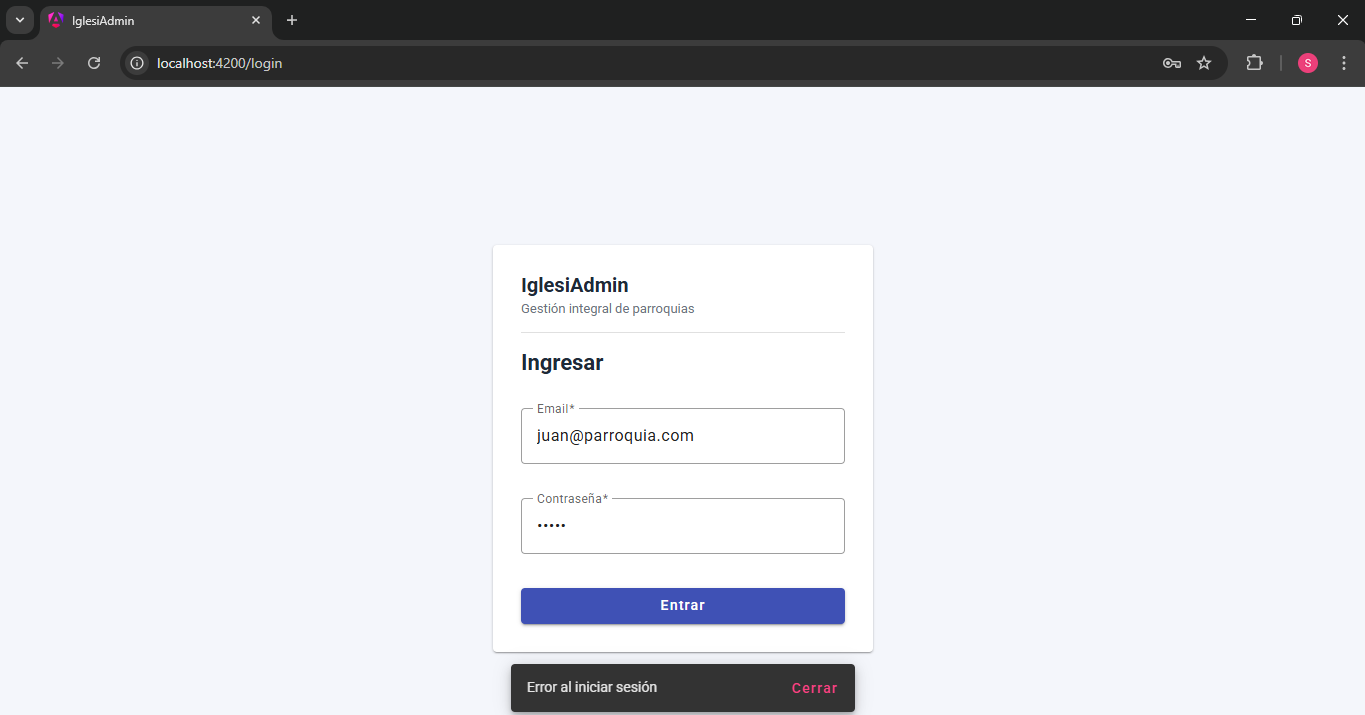 IglesiAdmin
localhost:4200/login
S
IglesiAdmin
Gestión integral de parroquias
Ingresar
Email*
juan@parroquia.com
Contraseña*
•••••
Entrar
Error al iniciar sesión
Cerrar